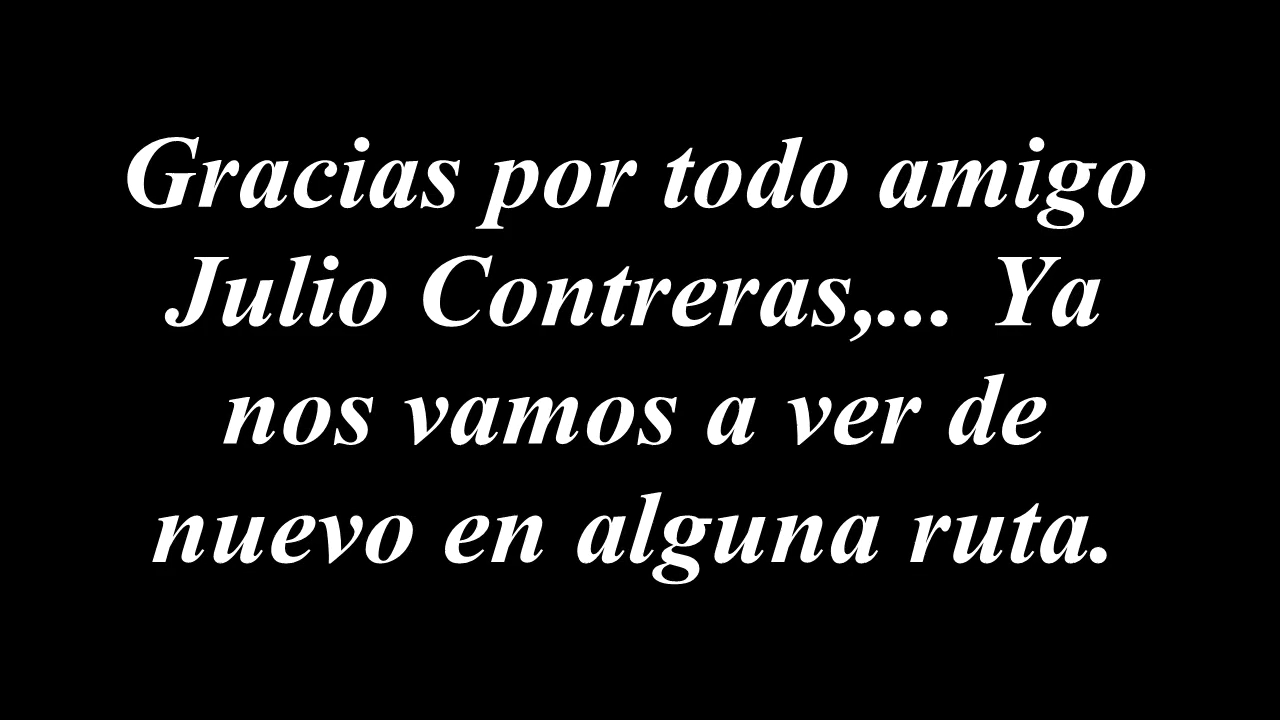 Gracias por todo amigo
Julio Contreras,... Ya
nos vamos a ver de
nuevo en alguna ruta.